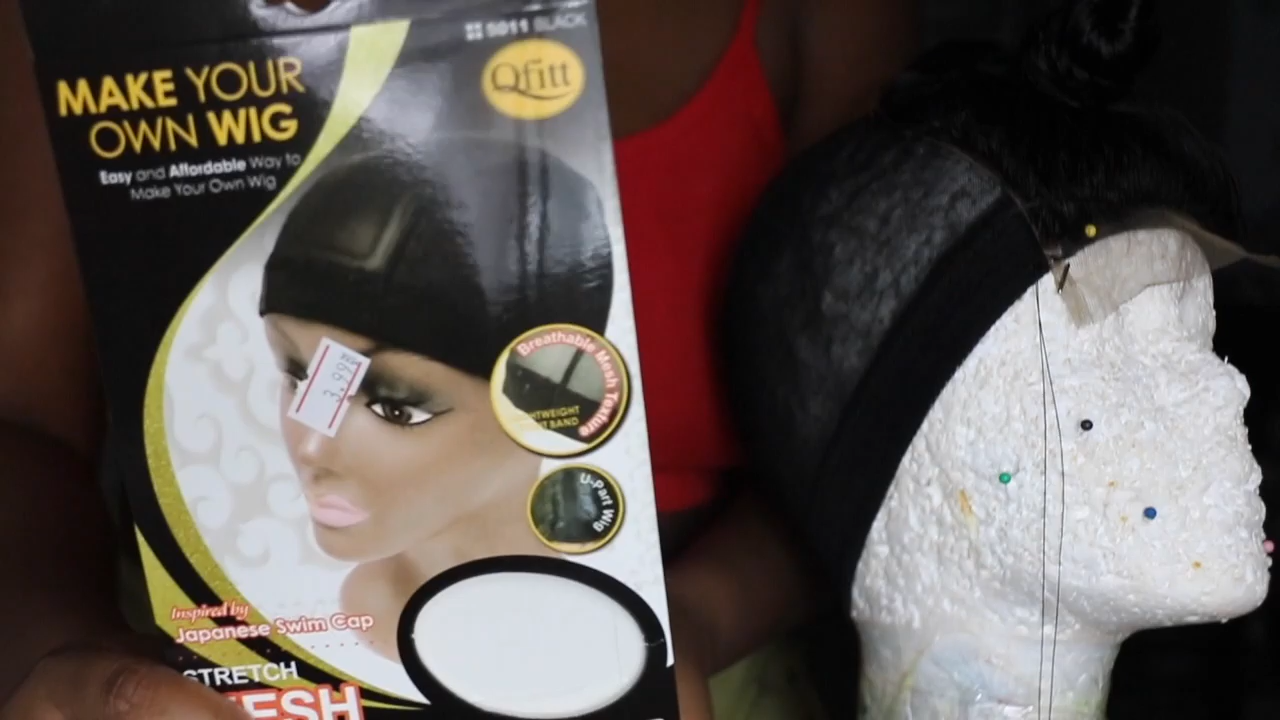 5011 BLACK
Qfitt
MAKE YOUR
OWN WIG
Easy and Affordable Way to
Make Your Own Wig
3.99
Breathable Mesh Texture
U-Part Wig
Inspired by
Japanese Swim Cap
STRETCH